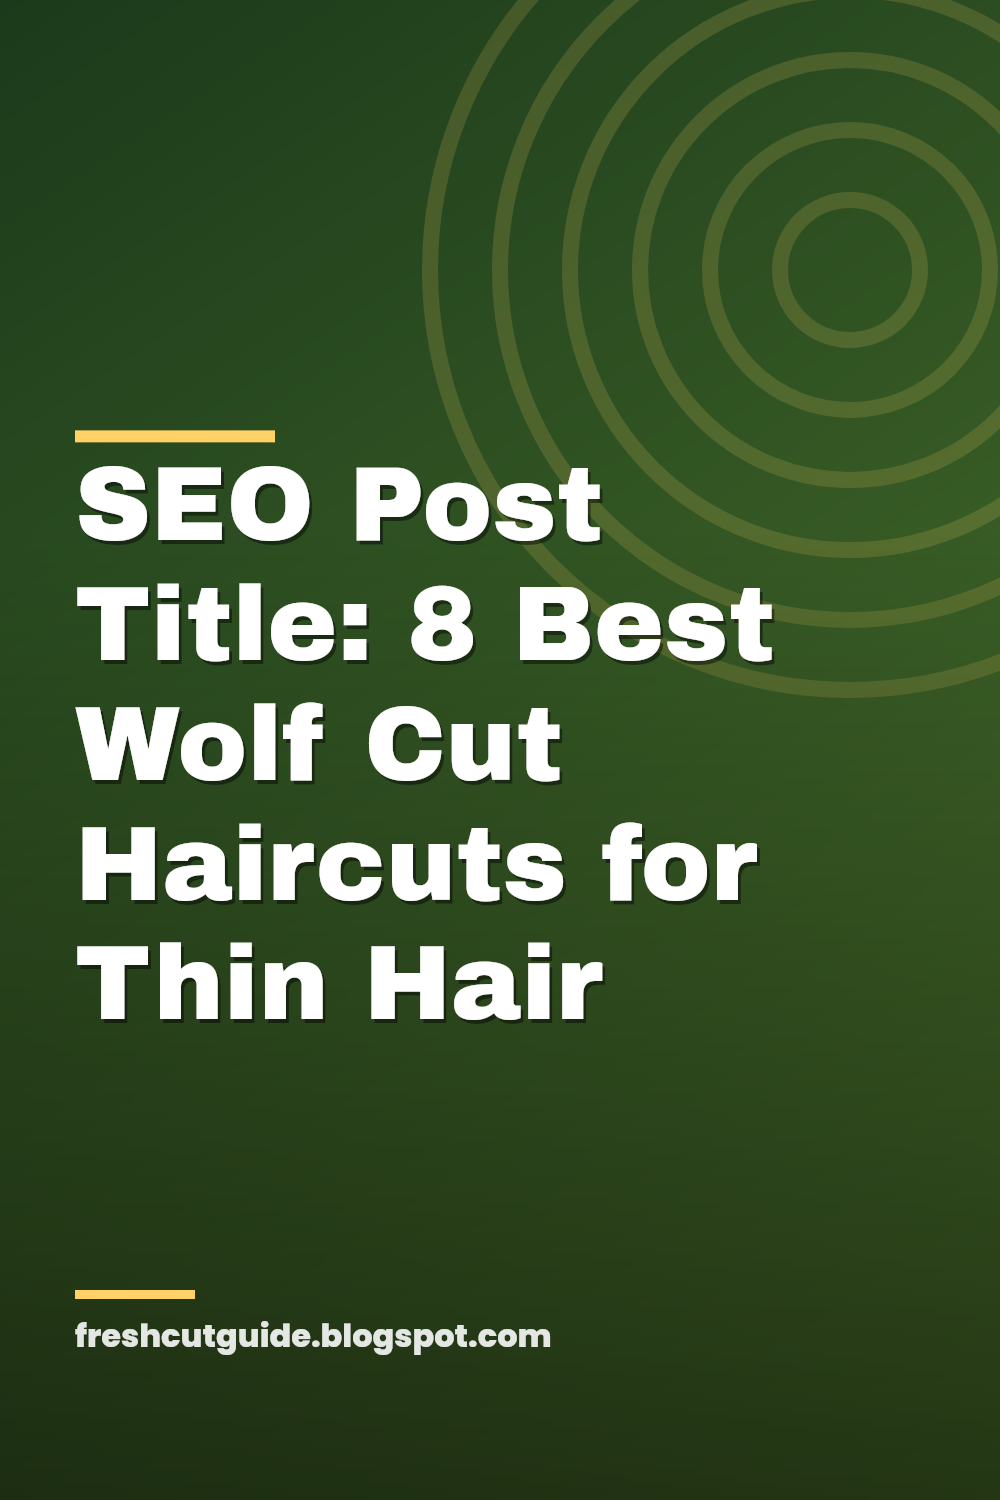 SEO Post
Title: 8 Best
Wolf Cut
Haircuts for
Thin Hair
freshcutguide.blogspot.com